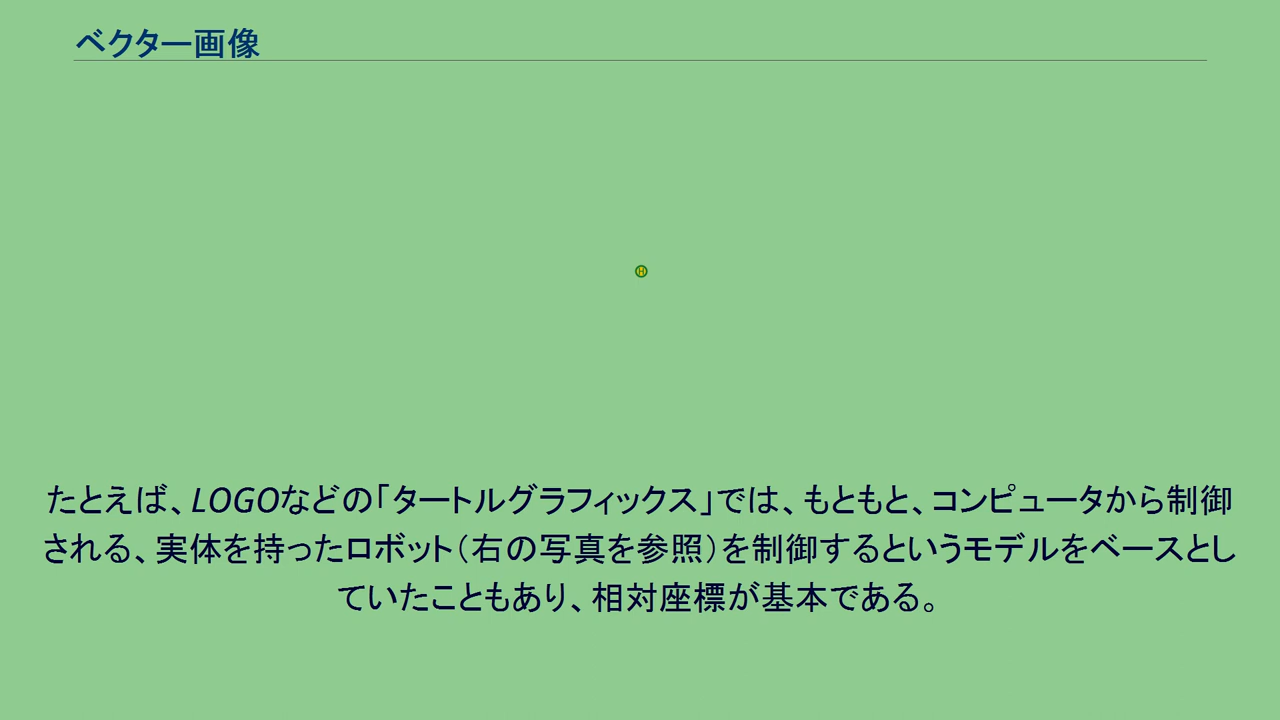 ベクター画像
H
たとえば、LOGOなどの「タートルグラフィックス」では、もともと、コンピュータから制御
される、実体を持ったロボット（右の写真を参照）を制御するというモデルをベースとし
ていたこともあり、相対座標が基本である。